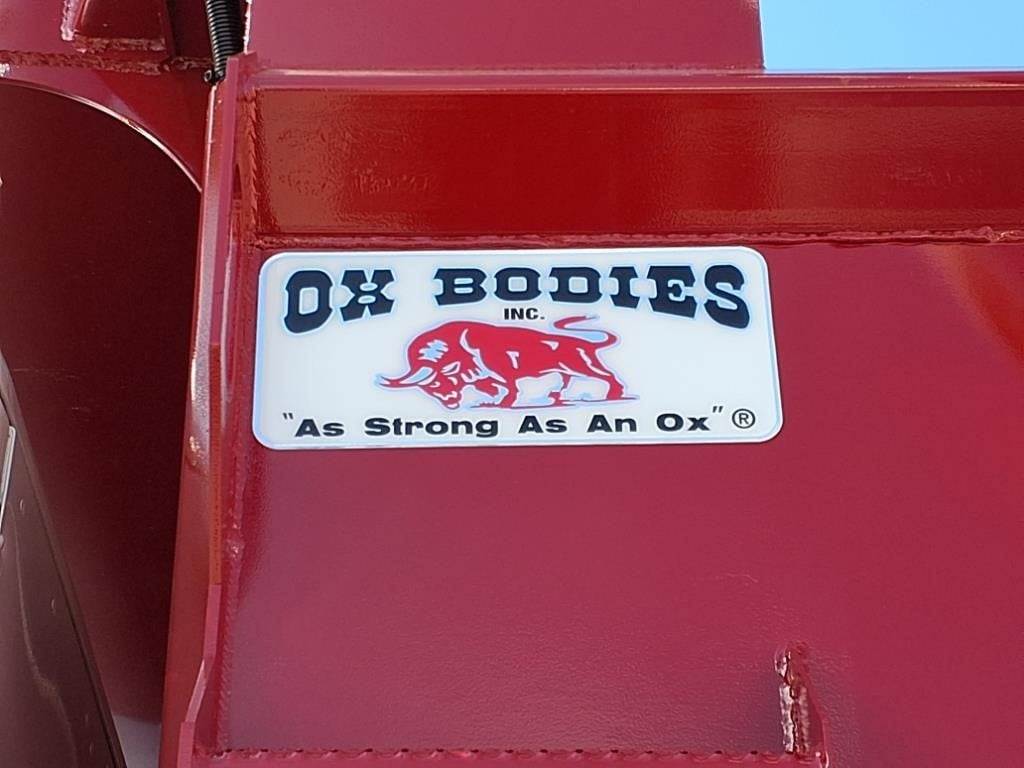 OX BODIES
INC.
"As Strong As An Ox" ®